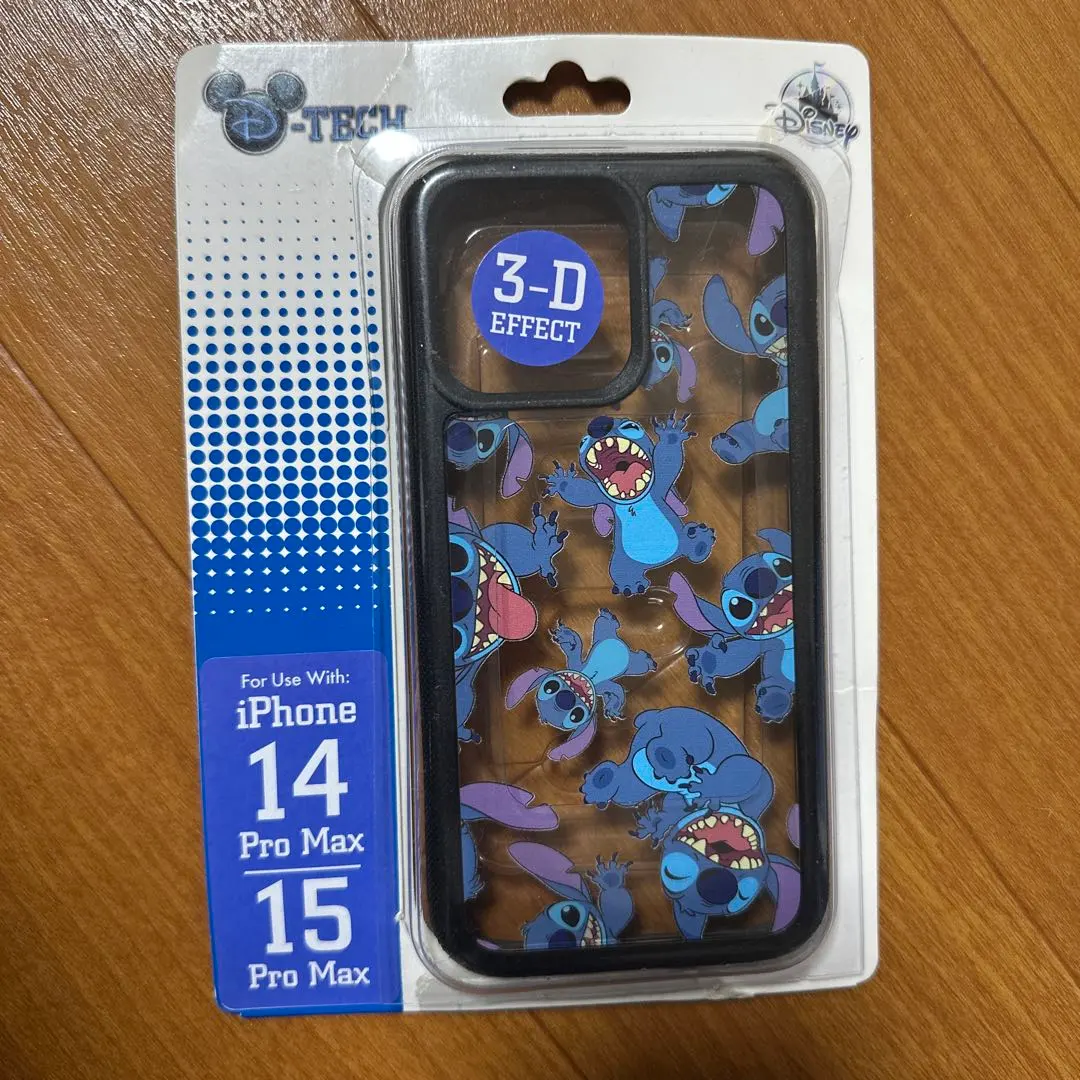 D-TECH
Disney
3-D
EFFECT
For Use With:
iPhone
14
Pro Max
15
Pro Max